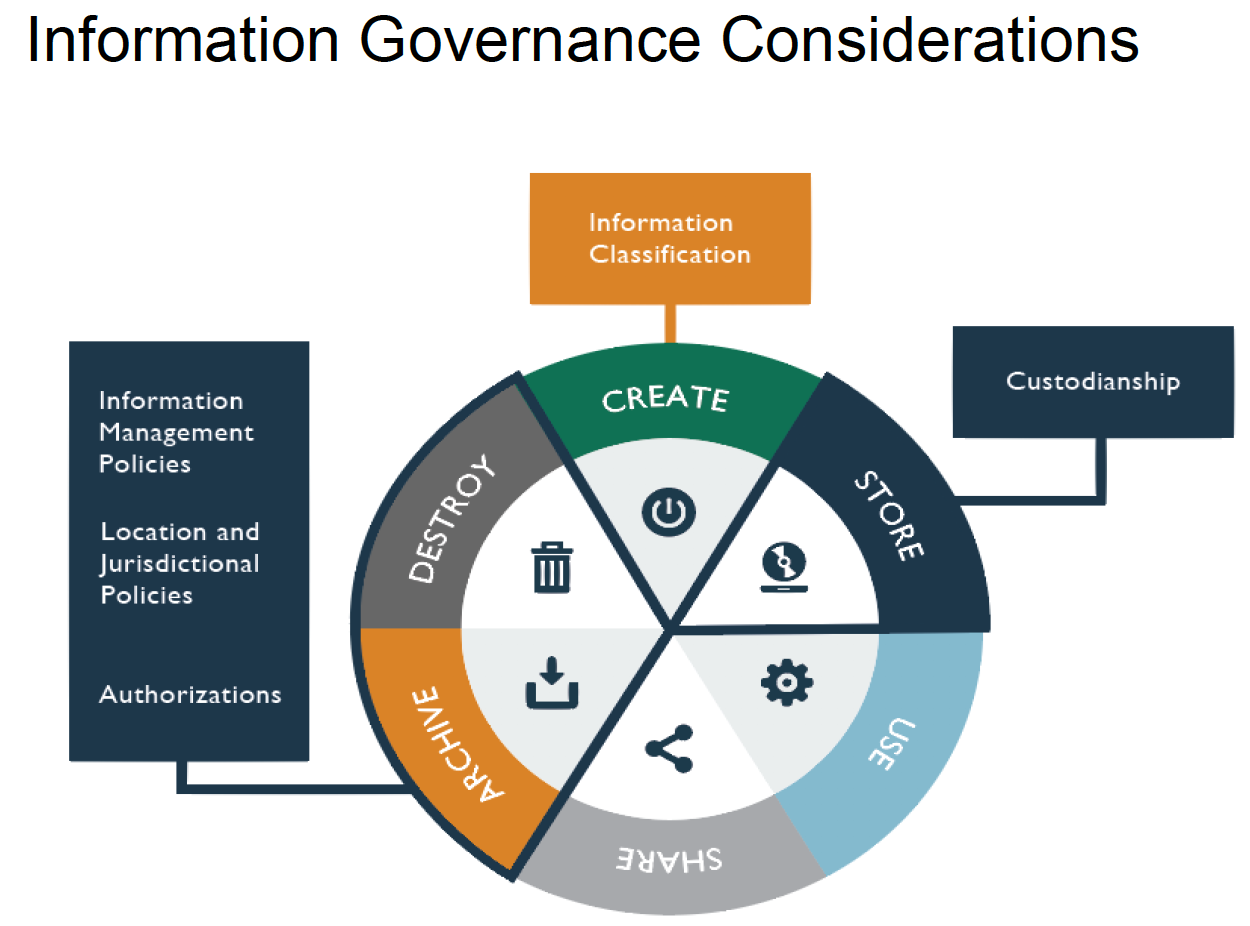 Information Governance Considerations
Information
Classification
Custodianship
Information
Management
Policies
Location and
Jurisdictional
Policies
Authorizations
CREATE
STORE
USE
SHARE
ARCHIVE
DESTROY